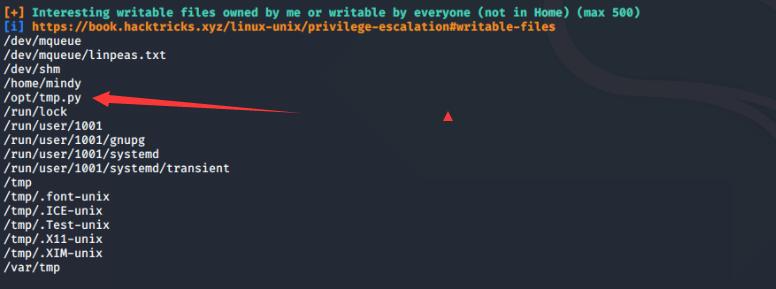 [+] Interesting writable files owned by me or writable by everyone (not in Home) (max 500)
[i] https://book.hacktricks.xyz/linux-unix/privilege-escalation#writable-files
/dev/mqueue
/dev/mqueue/linpeas.txt
/dev/shm
/home/mindy
/opt/tmp.py
/run/lock
/run/user/1001
/run/user/1001/gnupg
/run/user/1001/systemd
/run/user/1001/systemd/transient
/tmp
/tmp/.font-unix
/tmp/.ICE-unix
/tmp/.Test-unix
/tmp/.X11-unix
/tmp/.XIM-unix
/var/tmp